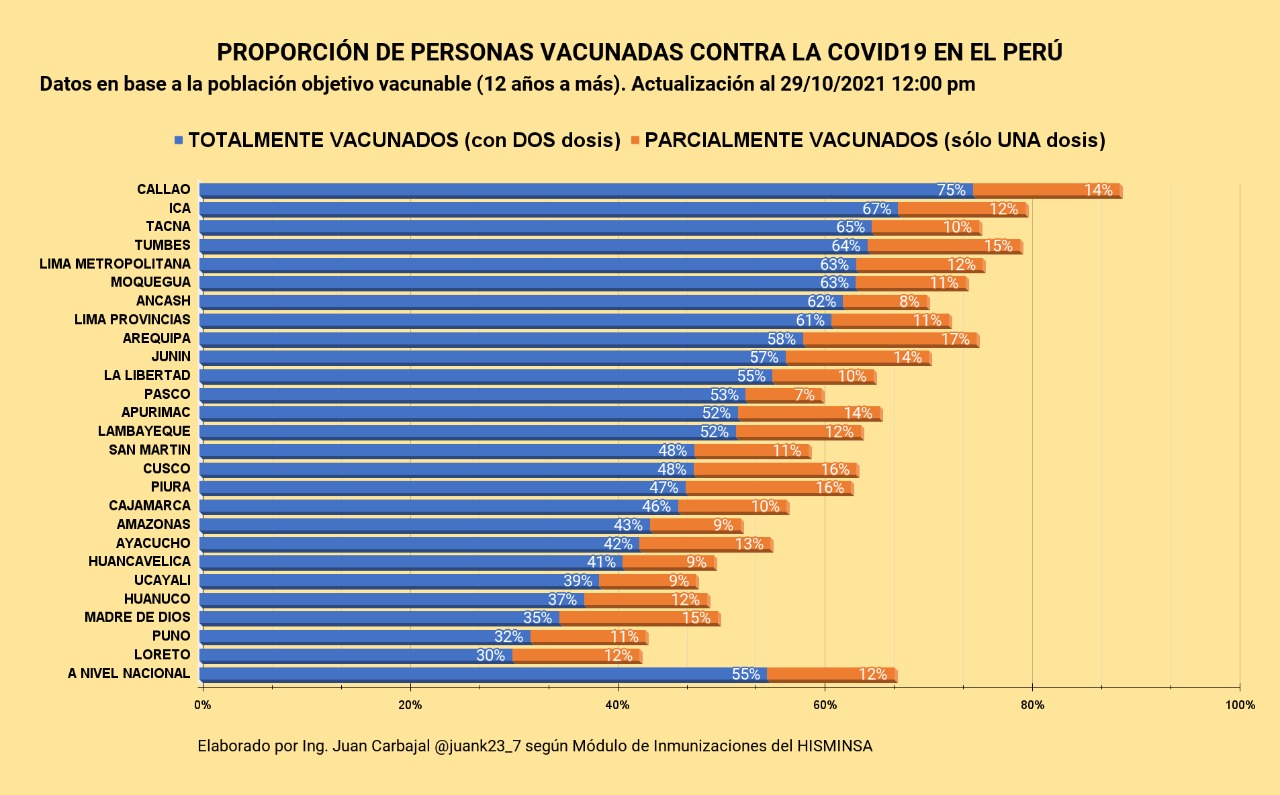 PROPORCIÓN DE PERSONAS VACUNADAS CONTRA LA COVID19 EN EL PERÚ
Datos en base a la población objetivo vacunable (12 años a más). Actualización al 29/10/2021 12:00 pm
TOTALMENTE VACUNADOS (con DOS dosis) PARCIALMENTE VACUNADOS (sólo UNA dosis)
CALLAO 75% 14%
ICA 67% 12%
TACNA 65% 10%
TUMBES 64% 15%
LIMA METROPOLITANA 63% 12%
MOQUEGUA 63% 11%
ANCASH 62% 8%
LIMA PROVINCIAS 61% 11%
AREQUIPA 58% 17%
JUNIN 57% 14%
LA LIBERTAD 55% 10%
PASCO 53% 7%
APURIMAC 52% 14%
LAMBAYEQUE 52% 12%
SAN MARTIN 48% 11%
CUSCO 48% 16%
PIURA 47% 16%
CAJAMARCA 46% 10%
AMAZONAS 43% 9%
AYACUCHO 42% 13%
HUANCAVELICA 41% 9%
UCAYALI 39% 9%
HUANUCO 37% 12%
MADRE DE DIOS 35% 15%
PUNO 32% 11%
LORETO 30% 12%
A NIVEL NACIONAL 55% 12%
0% 20% 40% 60% 80% 100%
Elaborado por Ing. Juan Carbajal @juank23_7 según Módulo de Inmunizaciones del HISMINSA